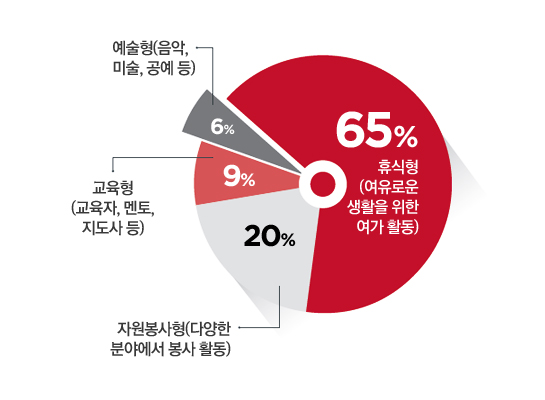 예술형(음악,
미술, 공예 등)
6%
65%
휴식형
(여유로운
생활을 위한
여가 활동)
교육형
(교육자, 멘토,
지도사 등)
9%
20%
자원봉사형(다양한
분야에서 봉사 활동)